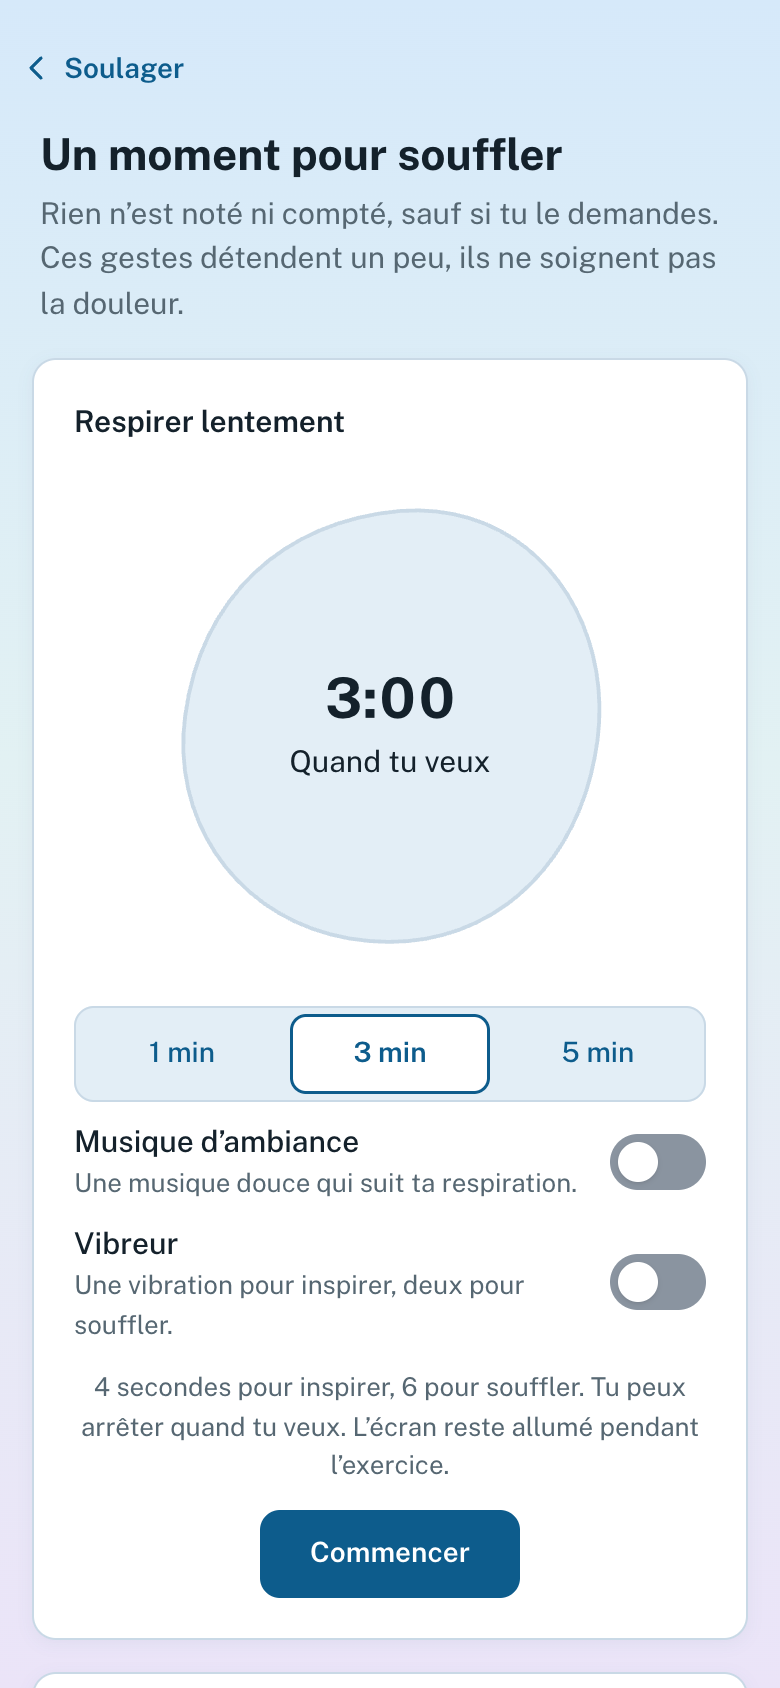 Soulager
Un moment pour souffler
Rien n’est noté ni compté, sauf si tu le demandes.
Ces gestes détendent un peu, ils ne soignent pas
la douleur.
Respirer lentement
3:00
Quand tu veux
1 min
3 min
5 min
Musique d’ambiance
Une musique douce qui suit ta respiration.
Vibreur
Une vibration pour inspirer, deux pour
souffler.
4 secondes pour inspirer, 6 pour souffler. Tu peux
arrêter quand tu veux. L’écran reste allumé pendant
l’exercice.
Commencer